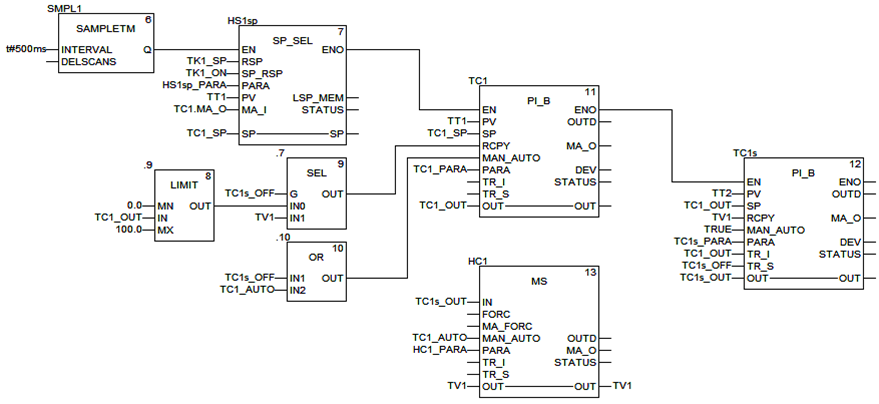 SMPL1
6
SAMPLETM
t#500ms INTERVAL Q
DELSCANS
HS1sp
7
SP_SEL
EN ENO
TK1_SP RSP
TK1_ON SP_RSP
HS1sp_PARA PARA
TT1 PV LSP_MEM
TC1.MA_O MA_I STATUS
TC1_SP SP SP
.9
8
LIMIT
0.0 MN OUT
TC1_OUT IN
100.0 MX
.7
9
SEL
TC1s_OFF G OUT
IN0
TV1 IN1
.10
10
OR
TC1s_OFF IN1 OUT
TC1_AUTO IN2
TC1
11
PI_B
EN ENO
TT1 PV OUTD
TC1_SP SP
RCPY MA_O
MAN_AUTO
TC1_PARA PARA DEV
TR_I STATUS
TR_S
TC1_OUT OUT OUT
HC1
13
MS
TC1s_OUT IN
FORC
MA_FORC
TC1_AUTO MAN_AUTO OUTD
HC1_PARA PARA MA_O
TR_I STATUS
TR_S
TV1 OUT OUT TV1
TC1s
12
PI_B
EN ENO
TT2 PV OUTD
TC1_OUT SP
TV1 RCPY MA_O
TRUE MAN_AUTO
TC1s_PARA PARA DEV
TC1_OUT TR_I STATUS
TC1s_OFF TR_S
TC1s_OUT OUT OUT